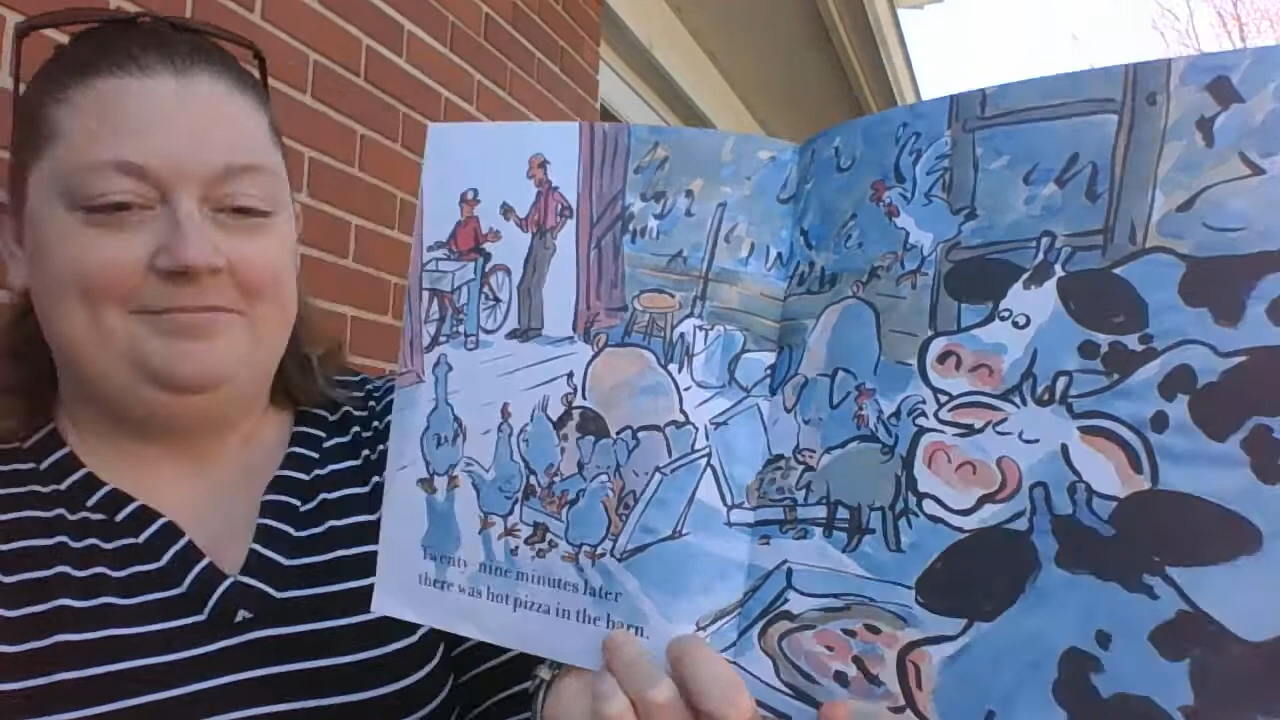 Twenty-nine minutes later
there was hot pizza in the barn.